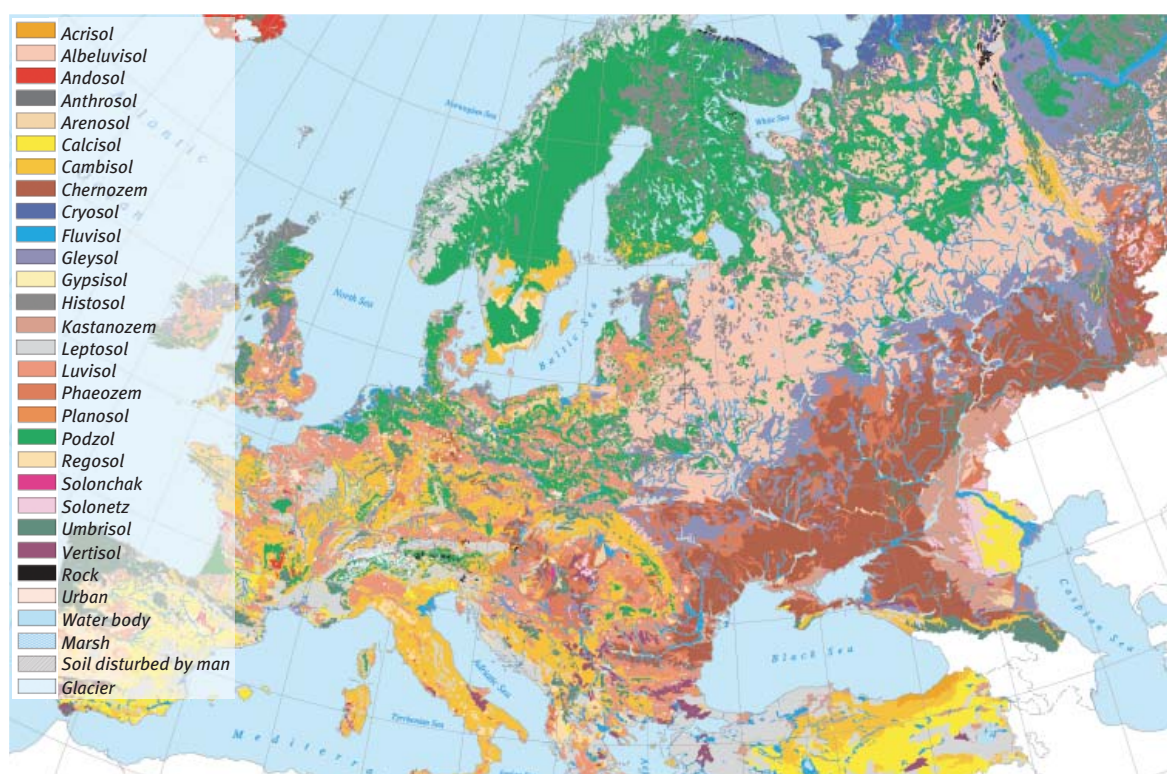 Acrisol
Albeluvisol
Andosol
Anthrosol
Arenosol
Calcisol
Cambisol
Chernozem
Cryosol
Fluvisol
Gleysol
Gypsisol
Histosol
Kastanozem
Leptosol
Luvisol
Phaeozem
Planosol
Podzol
Regosol
Solonchak
Solonetz
Umbrisol
Vertisol
Rock
Urban
Water body
Marsh
Soil disturbed by man
Glacier
Norwegian Sea
White Sea
North Sea
Baltic Sea
Adriatic Sea
Tyrrhenian Sea
Black Sea
Caspian Sea
Mediterra